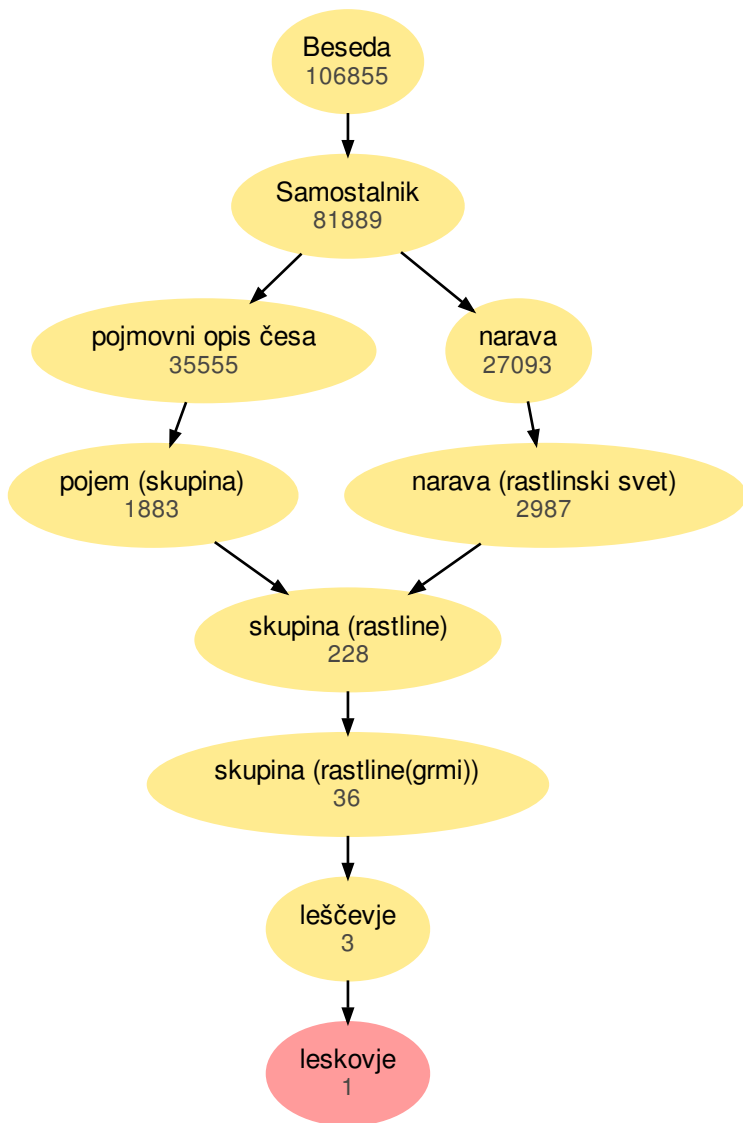 Beseda
106855
Samostalnik
81889
pojmovni opis česa
35555
narava
27093
pojem (skupina)
1883
narava (rastlinski svet)
2987
skupina (rastline)
228
skupina (rastline(grmi))
36
leščevje
3
leskovje
1